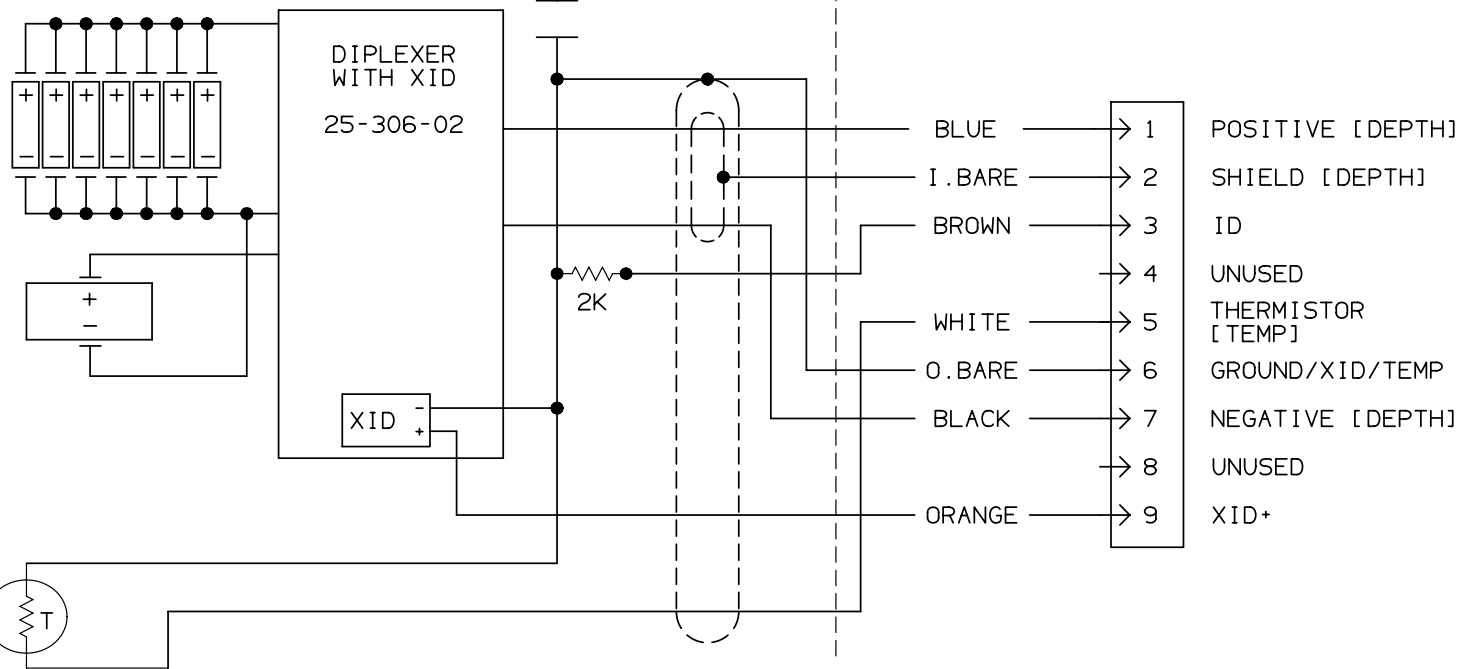 DIPLEXER
WITH XID
25-306-02
+ + + + + + +
− − − − − − −
+
−
XID
−
+
2K
T
BLUE 1 POSITIVE [DEPTH]
I.BARE 2 SHIELD [DEPTH]
BROWN 3 ID
4 UNUSED
WHITE 5 THERMISTOR
[TEMP]
O.BARE 6 GROUND/XID/TEMP
BLACK 7 NEGATIVE [DEPTH]
8 UNUSED
ORANGE 9 XID+